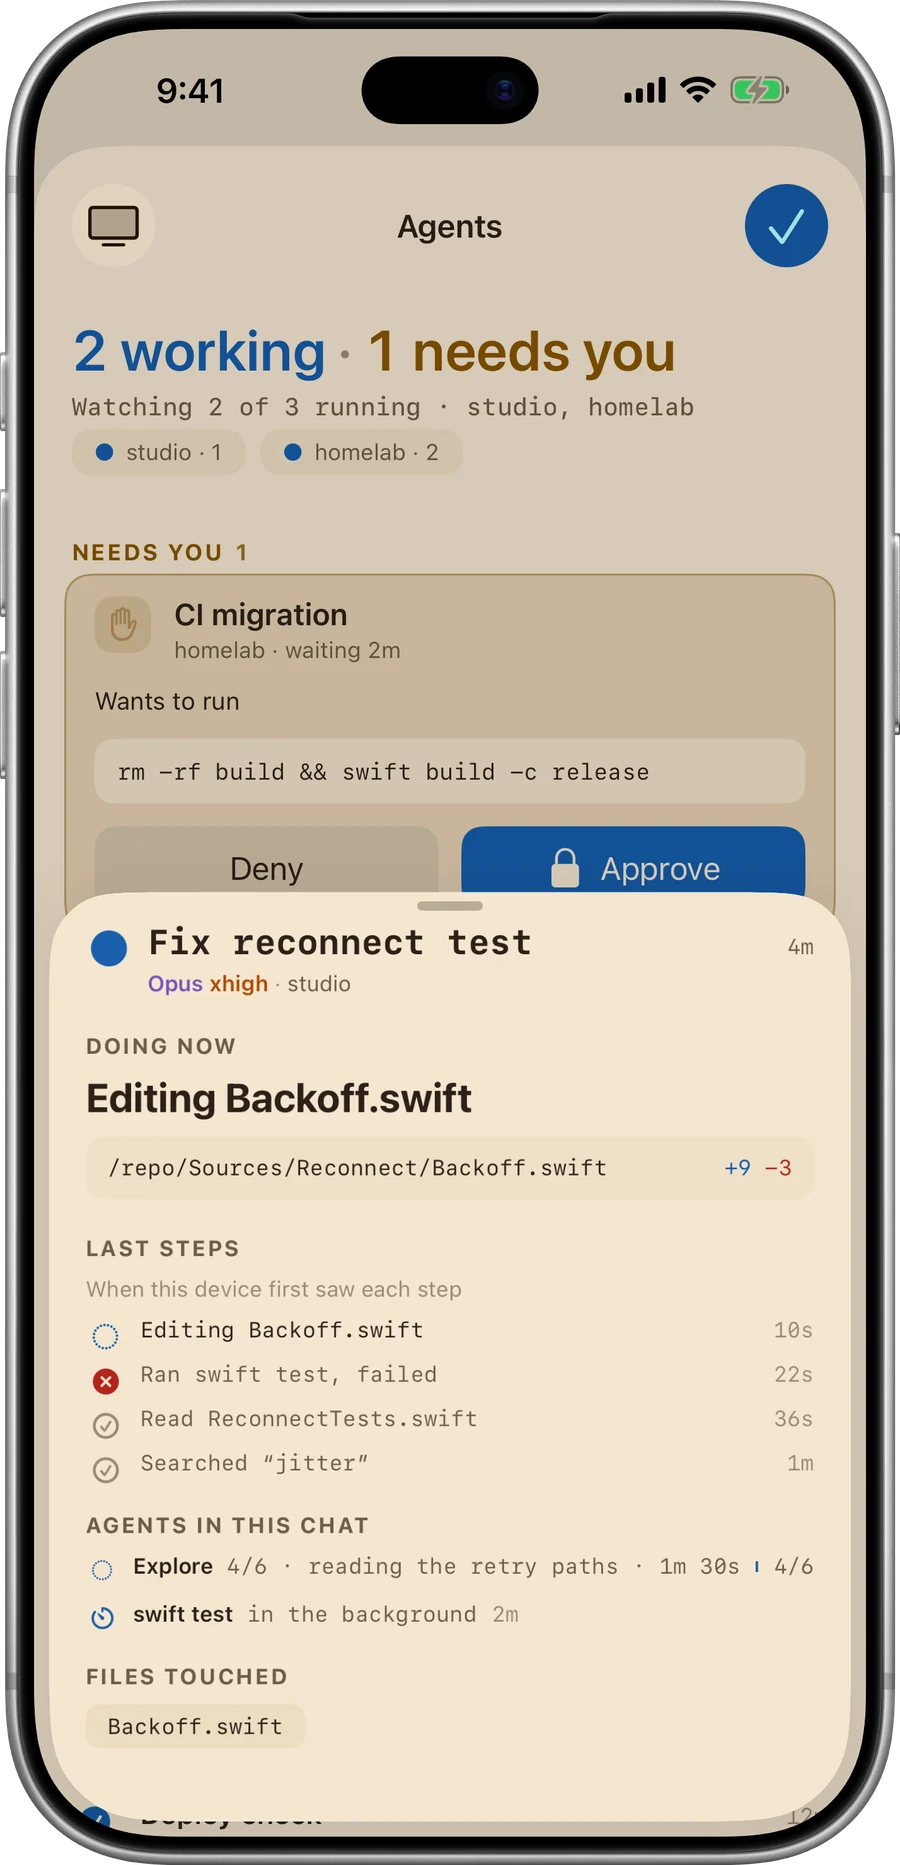 9:41
Agents
2 working · 1 needs you
Watching 2 of 3 running · studio, homelab
studio · 1
homelab · 2
NEEDS YOU 1
CI migration
homelab · waiting 2m
Wants to run
rm –rf build && swift build –c release
Deny
Approve
Fix reconnect test 4m
Opus xhigh · studio
DOING NOW
Editing Backoff.swift
/repo/Sources/Reconnect/Backoff.swift +9 −3
LAST STEPS
When this device first saw each step
Editing Backoff.swift 10s
Ran swift test, failed 22s
Read ReconnectTests.swift 36s
Searched “jitter” 1m
AGENTS IN THIS CHAT
Explore 4/6 · reading the retry paths · 1m 30s 4/6
swift test in the background 2m
FILES TOUCHED
Backoff.swift